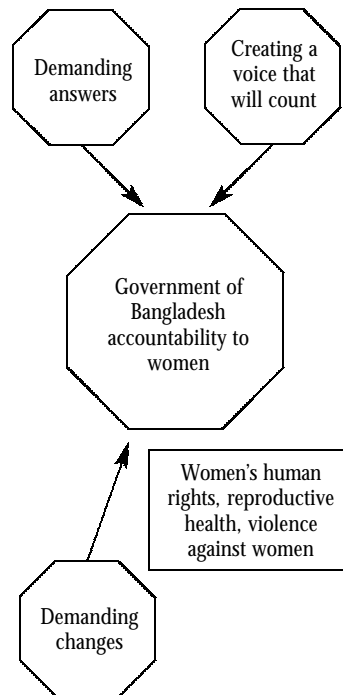 Demanding
answers
Creating a
voice that
will count
Government of
Bangladesh
accountability to
women
Women's human
rights, reproductive
health, violence
against women
Demanding
changes